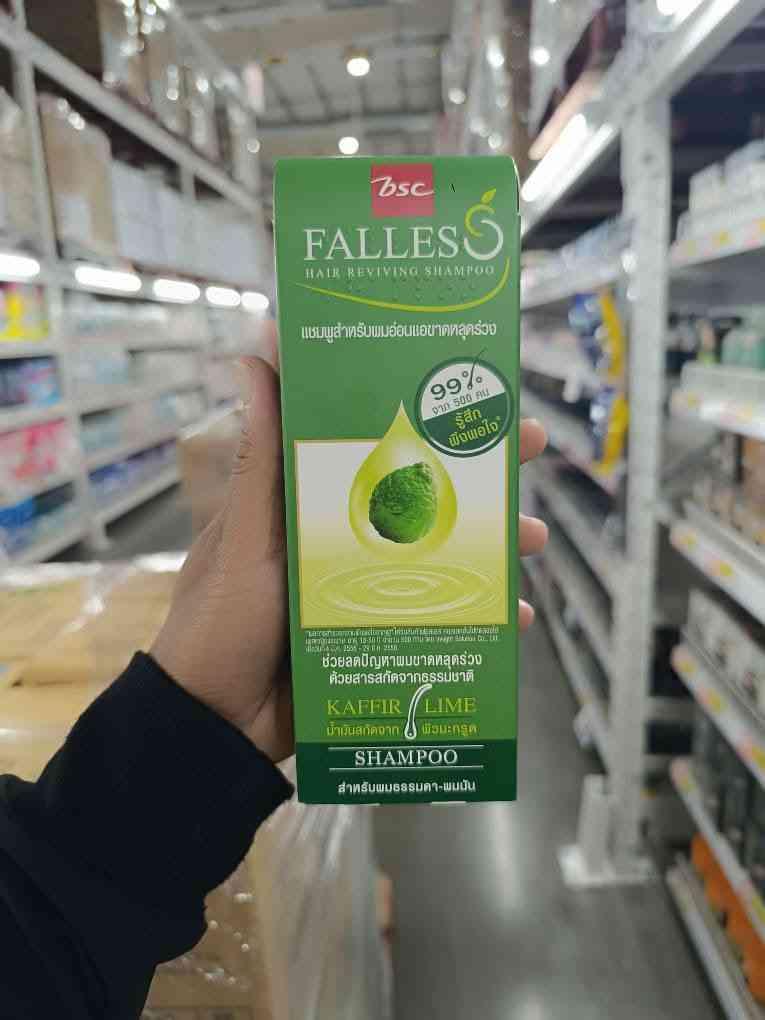 bsc
FALLESS
HAIR REVIVING SHAMPOO
แชมพูสำหรับผมอ่อนแอขาดหลุดร่วง
99%
จาก 500 คน
รู้สึก
พึงพอใจ*
ช่วยลดปัญหาผมขาดหลุดร่วง
ด้วยสารสกัดจากธรรมชาติ
KAFFIR LIME
น้ำมันสกัดจาก ผิวมะกรูด
SHAMPOO
สำหรับผมธรรมดา-ผมมัน